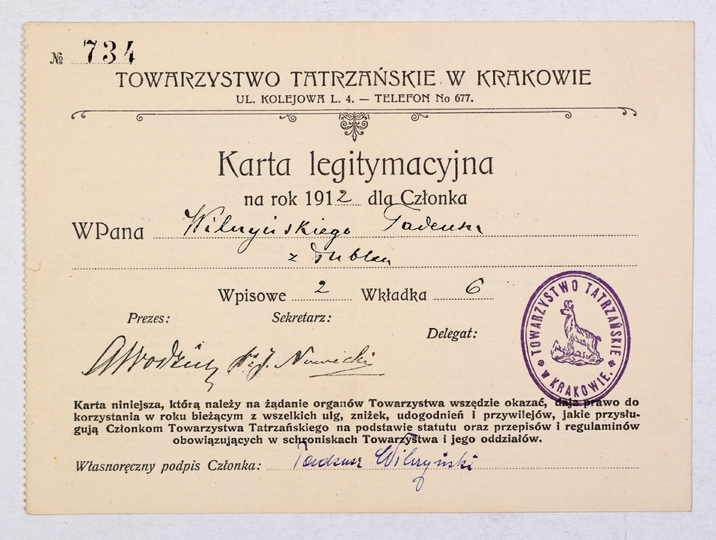 № 734
TOWARZYSTWO TATRZAŃSKIE W KRAKOWIE
UL. KOLEJOWA L. 4. — TELEFON No 677.
Karta legitymacyjna
na rok 1912 dla Członka
WPana Wilczyńskiego Tadeusza
z Dublan
Wpisowe 2 Wkładka 6
Prezes: Sekretarz:
Delegat:
Nowicki
TOWARZYSTWO TATRZAŃSKIE
W KRAKOWIE.
Karta niniejsza, którą należy na żądanie organów Towarzystwa wszędzie okazać, daje prawo do
korzystania w roku bieżącym z wszelkich ulg, zniżek, udogodnień i przywilejów, jakie przysłu-
gują Członkom Towarzystwa Tatrzańskiego na podstawie statutu oraz przepisów i regulaminów
obowiązujących w schroniskach Towarzystwa i jego oddziałów.
Własnoręczny podpis Członka: Tadeusz Wilczyński